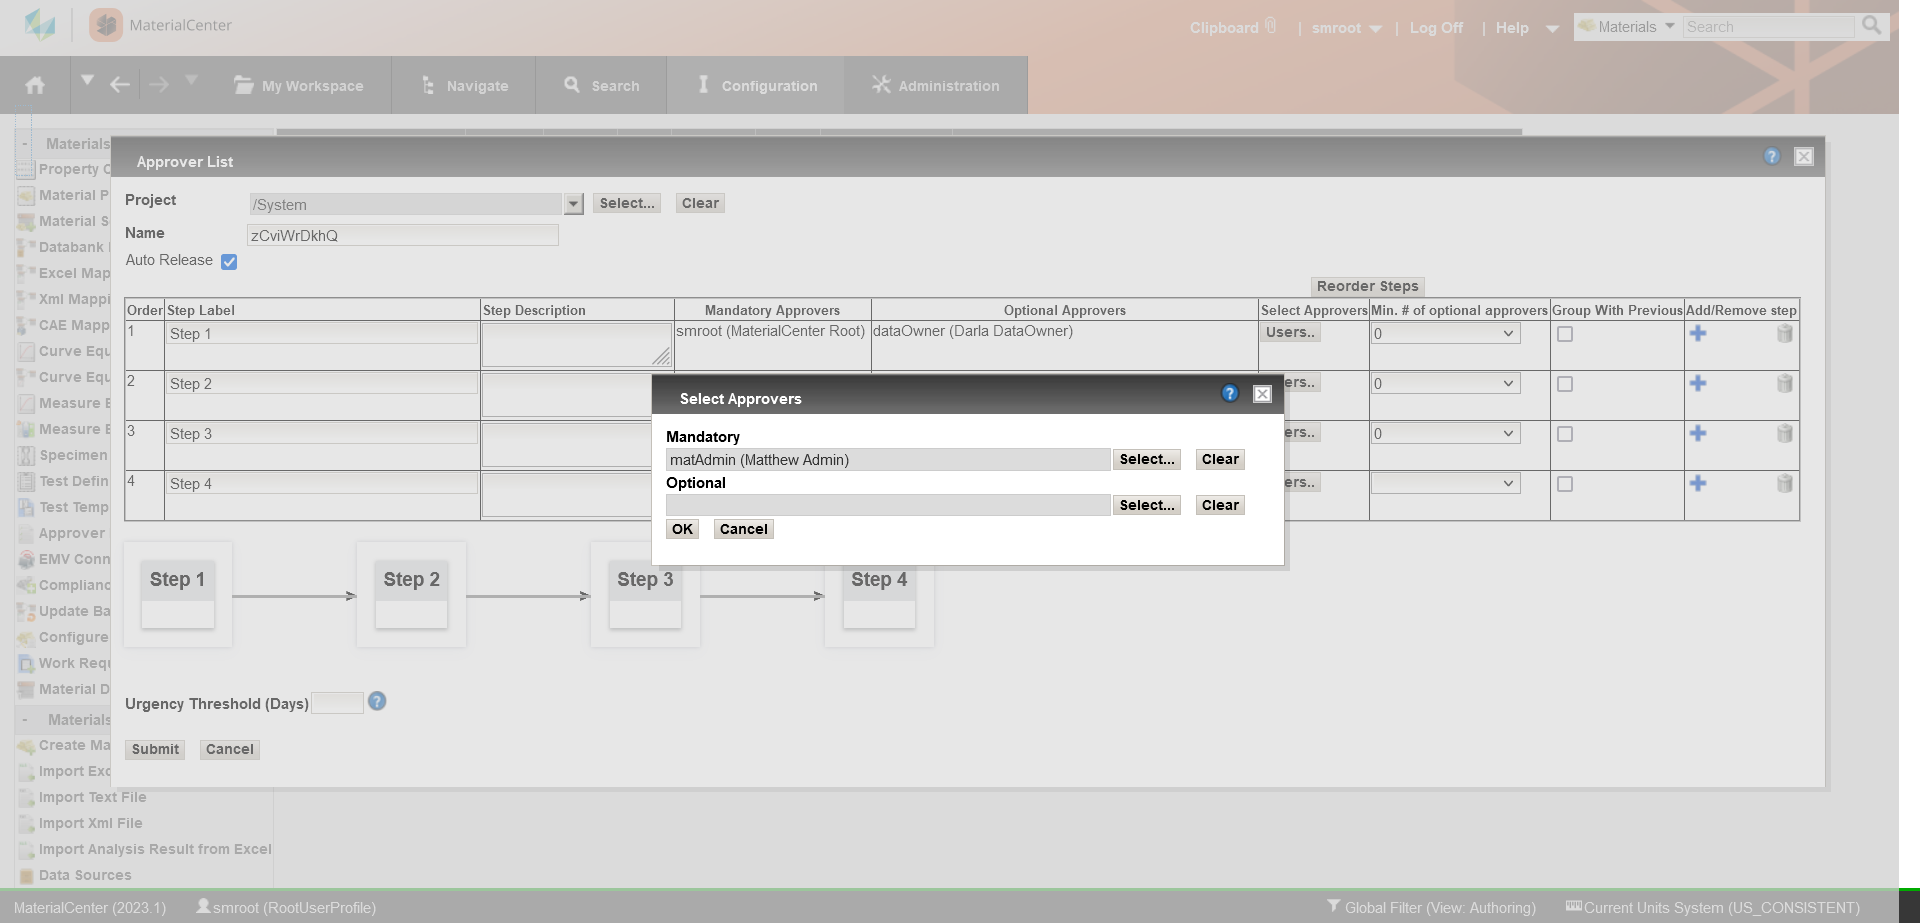 MaterialCenter
Clipboard | smroot | Log Off | Help Materials Search
My Workspace Navigate Search Configuration Administration
- Materials
Approver List
Property C
Material P
Material S
Databank
Excel Map
Xml Mappi
CAE Mapp
Curve Equ
Curve Equ
Measure E
Measure E
Specimen
Test Defin
Test Temp
Approver
EMV Conn
Complianc
Update Ba
Configure
Work Requ
Material D
- Materials
Create Ma
Import Exc
Import Text File
Import Xml File
Import Analysis Result from Excel
Data Sources
Project /System Select... Clear
Name zCviWrDkhQ
Auto Release
Reorder Steps
Order Step Label Step Description Mandatory Approvers Optional Approvers Select Approvers Min. # of optional approvers Group With Previous Add/Remove step
1 Step 1 smroot (MaterialCenter Root) dataOwner (Darla DataOwner) Users.. 0
2 Step 2 ers.. 0
3 Step 3 ers.. 0
4 Step 4 ers..
Select Approvers
Mandatory
matAdmin (Matthew Admin) Select... Clear
Optional
Select... Clear
OK Cancel
Step 1 Step 2 Step 3 Step 4
Urgency Threshold (Days)
Submit Cancel
MaterialCenter (2023.1) smroot (RootUserProfile) Global Filter (View: Authoring) Current Units System (US_CONSISTENT)